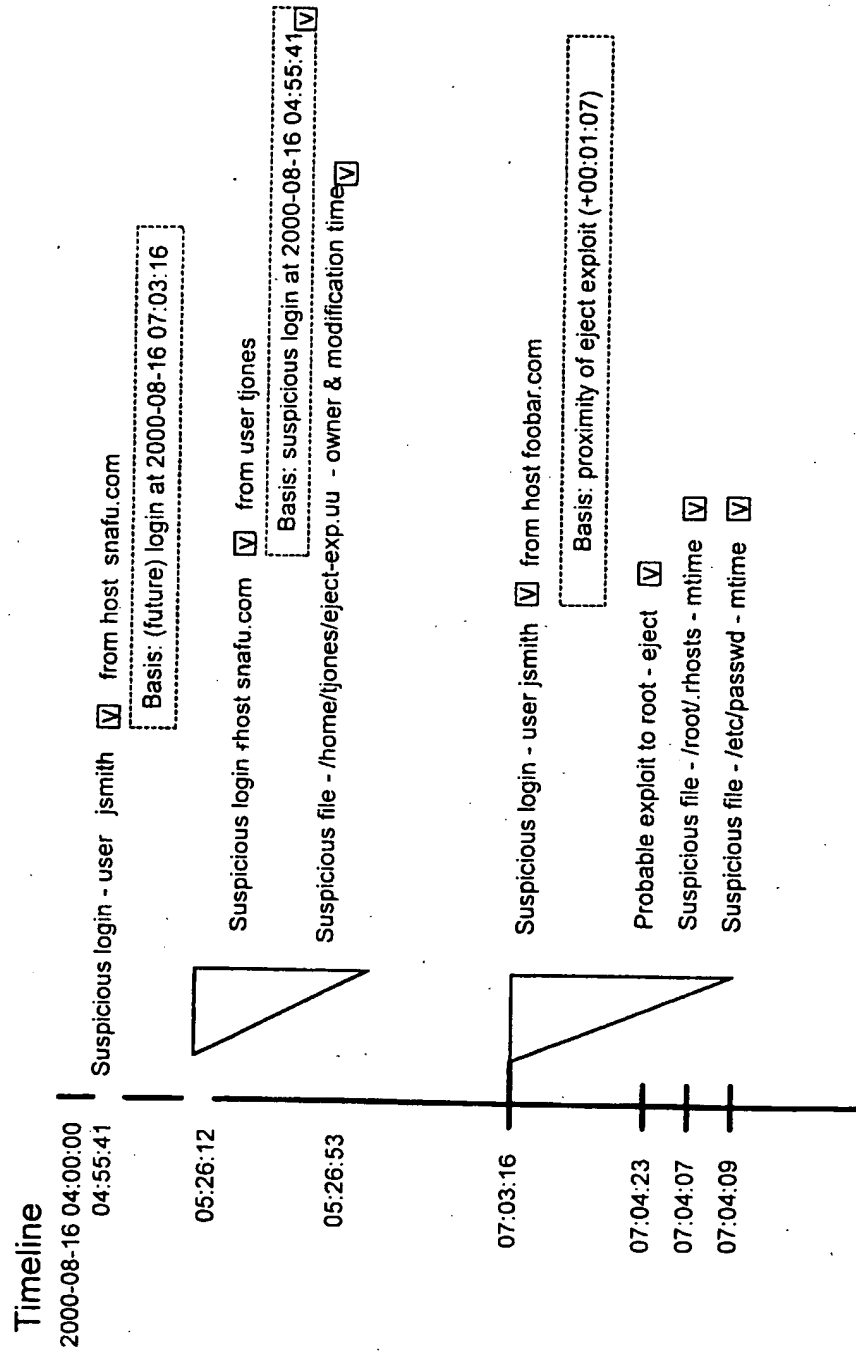 Timeline
2000-08-16 04:00:00
04:55:41
Suspicious login - user jsmith V from host snafu.com
Basis: (future) login at 2000-08-16 07:03:16
05:26:12
Suspicious login -rhost snafu.com V from user tjones
Basis: suspicious login at 2000-08-16 04:55:41 V
05:26:53
Suspicious file - /home/tjones/eject-exp.uu - owner & modification time V
07:03:16
Suspicious login - user jsmith V from host foobar.com
Basis: proximity of eject exploit (+00:01:07)
07:04:23
Probable exploit to root - eject V
07:04:07
Suspicious file - /root/.rhosts - mtime V
07:04:09
Suspicious file - /etc/passwd - mtime V